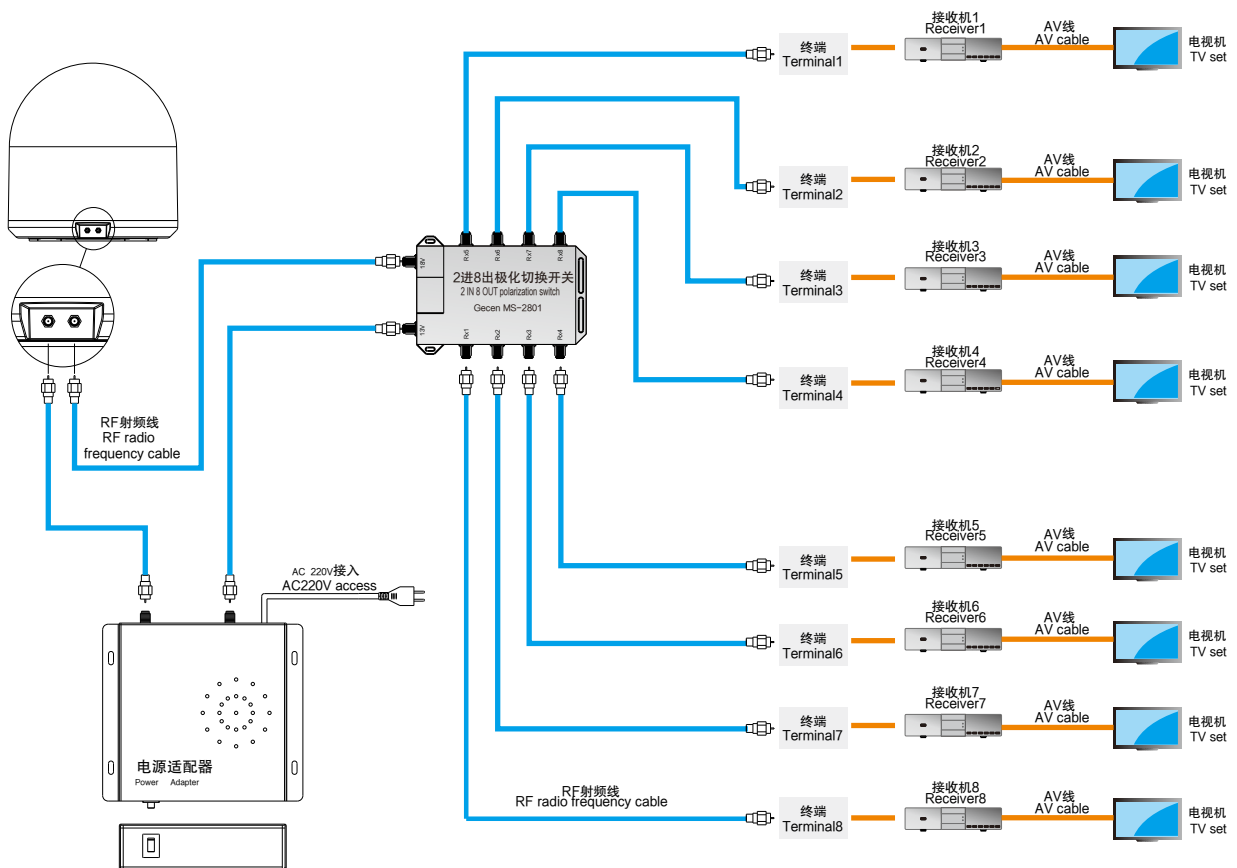 接收机1
Receiver1
AV线
AV cable
终端
Terminal1
电视机
TV set
接收机2
Receiver2
AV线
AV cable
终端
Terminal2
电视机
TV set
接收机3
Receiver3
AV线
AV cable
终端
Terminal3
电视机
TV set
接收机4
Receiver4
AV线
AV cable
终端
Terminal4
电视机
TV set
18V
13V
Rx5
Rx6
Rx7
Rx8
2进8出极化切换开关
2 IN 8 OUT polarization switch
Gecen MS-2801
Rx1
Rx2
Rx3
Rx4
RF射频线
RF radio
frequency cable
AC 220V接入
AC220V access
电源适配器
Power Adapter
接收机5
Receiver5
AV线
AV cable
终端
Terminal5
电视机
TV set
接收机6
Receiver6
AV线
AV cable
终端
Terminal6
电视机
TV set
接收机7
Receiver7
AV线
AV cable
终端
Terminal7
电视机
TV set
RF射频线
RF radio frequency cable
接收机8
Receiver8
AV线
AV cable
终端
Terminal8
电视机
TV set